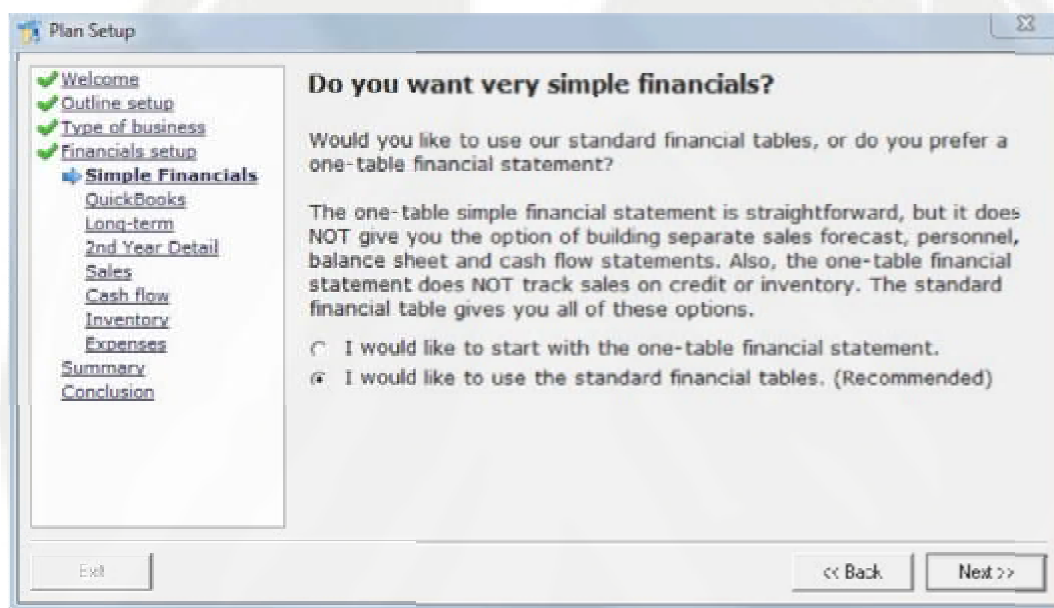 Plan Setup
Welcome
Outline setup
Type of business
Financials setup
Simple Financials
QuickBooks
Long-term
2nd Year Detail
Sales
Cash flow
Inventory
Expenses
Summary
Conclusion
Do you want very simple financials?
Would you like to use our standard financial tables, or do you prefer a
one-table financial statement?
The one-table simple financial statement is straightforward, but it does
NOT give you the option of building separate sales forecast, personnel,
balance sheet and cash flow statements. Also, the one-table financial
statement does NOT track sales on credit or inventory. The standard
financial table gives you all of these options.
I would like to start with the one-table financial statement.
I would like to use the standard financial tables. (Recommended)
Exit
<< Back
Next >>